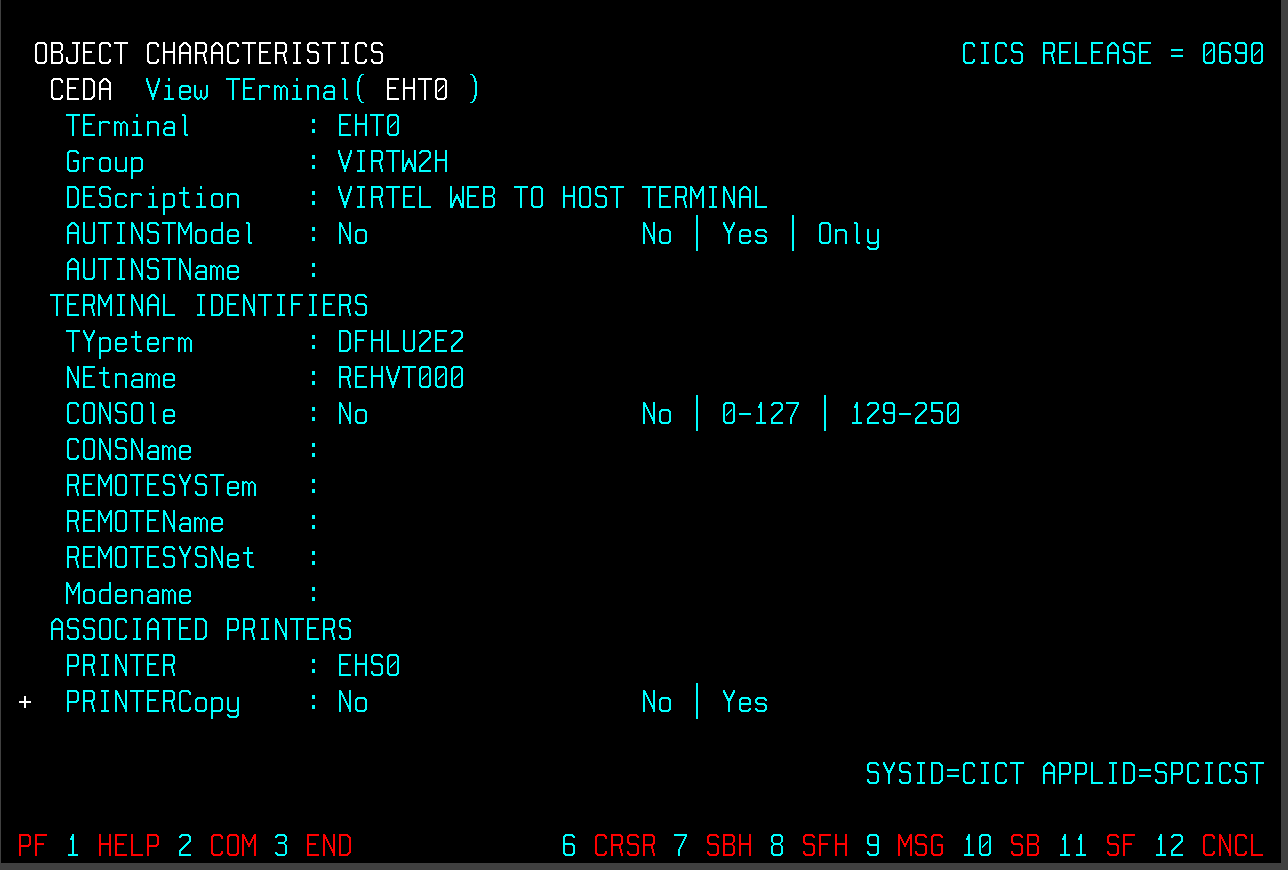 OBJECT CHARACTERISTICS CICS RELEASE = 0690
CEDA View TErminal( EHT0 )
TErminal : EHT0
Group : VIRTW2H
DEScription : VIRTEL WEB TO HOST TERMINAL
AUTINSTModel : No No | Yes | Only
AUTINSTName :
TERMINAL IDENTIFIERS
TYpeterm : DFHLU2E2
NEtname : REHVT000
CONSOle : No No | 0-127 | 129-250
CONSName :
REMOTESYSTem :
REMOTEName :
REMOTESYSNet :
Modename :
ASSOCIATED PRINTERS
PRINTER : EHS0
+ PRINTERCopy : No No | Yes
SYSID=CICT APPLID=SPCICST
PF 1 HELP 2 COM 3 END 6 CRSR 7 SBH 8 SFH 9 MSG 10 SB 11 SF 12 CNCL